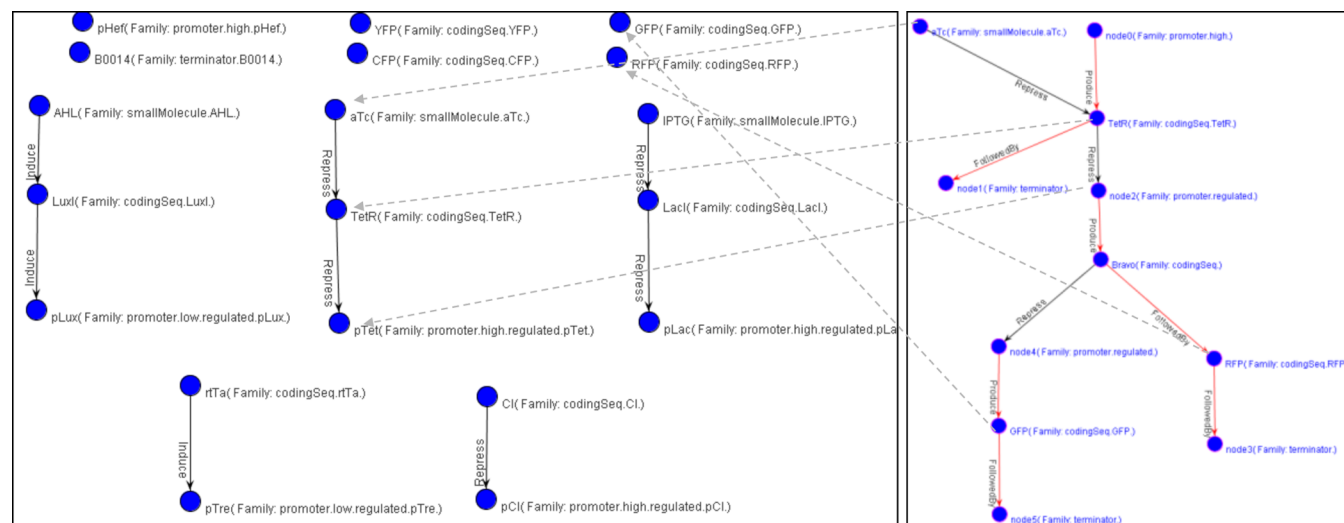 pHef( Family: promoter.high.pHef.)
YFP( Family: codingSeq.YFP.)
GFP( Family: codingSeq.GFP.)
B0014( Family: terminator.B0014.)
CFP( Family: codingSeq.CFP.)
RFP( Family: codingSeq.RFP.)
AHL( Family: smallMolecule.AHL.)
aTc( Family: smallMolecule.aTc.)
IPTG( Family: smallMolecule.IPTG.)
Induce
Repress
Repress
LuxI( Family: codingSeq.LuxI.)
TetR( Family: codingSeq.TetR.)
LacI( Family: codingSeq.LacI.)
Induce
Repress
Repress
pLux( Family: promoter.low.regulated.pLux.)
pTet( Family: promoter.high.regulated.pTet.)
pLac( Family: promoter.high.regulated.pLa
rtTa( Family: codingSeq.rtTa.)
CI( Family: codingSeq.CI.)
Induce
Repress
pTre( Family: promoter.low.regulated.pTre.)
pCI( Family: promoter.high.regulated.pCI.)
aTc( Family: smallMolecule.aTc.)
node0( Family: promoter.high.)
Repress
Produce
TetR( Family: codingSeq.TetR.)
FollowedBy
Repress
node1( Family: terminator.)
node2( Family: promoter.regulated.)
Produce
Bravo( Family: codingSeq.)
Repress
FollowedBy
node4( Family: promoter.regulated.)
RFP( Family: codingSeq.RFP
Produce
FollowedBy
GFP( Family: codingSeq.GFP.)
node3( Family: terminator.)
FollowedBy
node5( Family: terminator.)